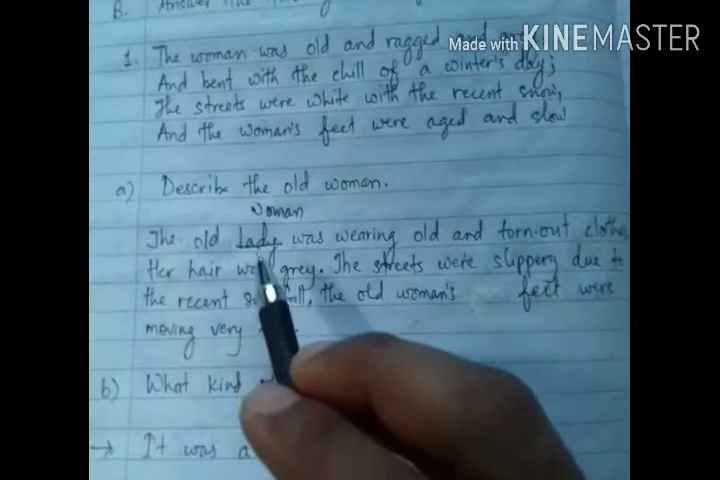 B. Answer the
Made with KINEMASTER
1. The woman was old and ragged and
And bent with the chill of a winter's day;
The streets were white with the recent snow,
And the woman's feet were aged and slow
a) Describe the old woman.
woman
The old lady was wearing old and torn-out clothes
Her hair was grey. The streets were slippery due to
the recent the old woman's feet were
moving very
b) What kind
→ It was a